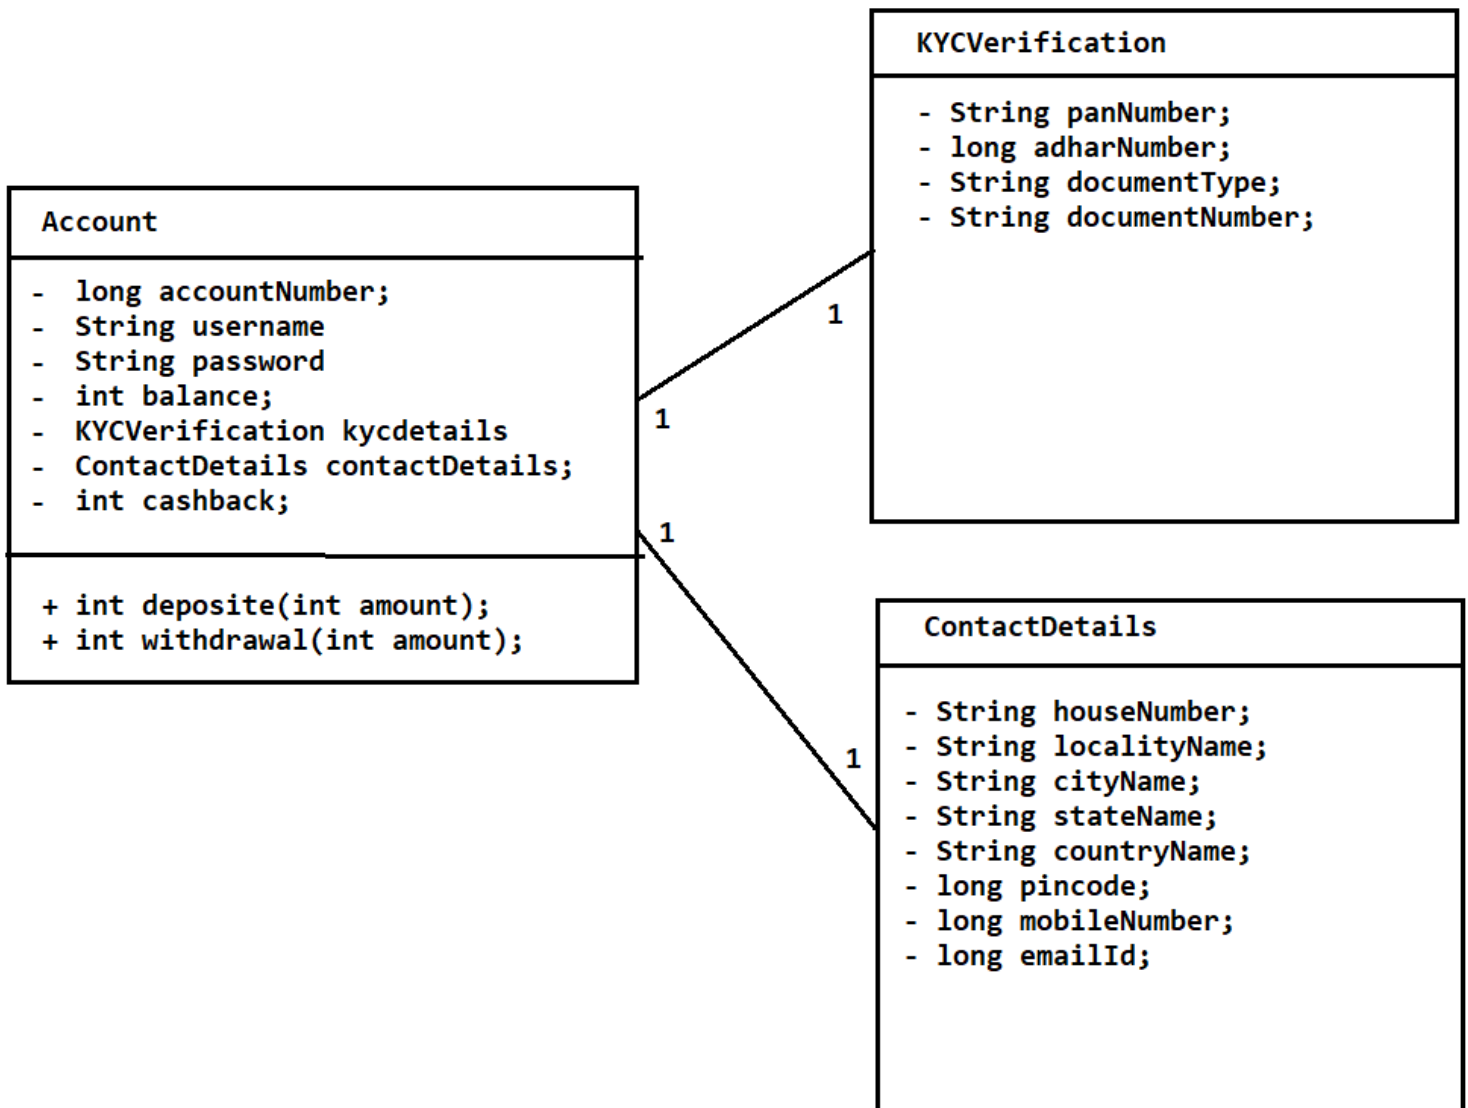 KYCVerification
- String panNumber;
- long adharNumber;
- String documentType;
- String documentNumber;
Account
- long accountNumber;
- String username
- String password
- int balance;
- KYCVerification kycdetails
- ContactDetails contactDetails;
- int cashback;
+ int deposite(int amount);
+ int withdrawal(int amount);
1
1
1
1
ContactDetails
- String houseNumber;
- String localityName;
- String cityName;
- String stateName;
- String countryName;
- long pincode;
- long mobileNumber;
- long emailId;